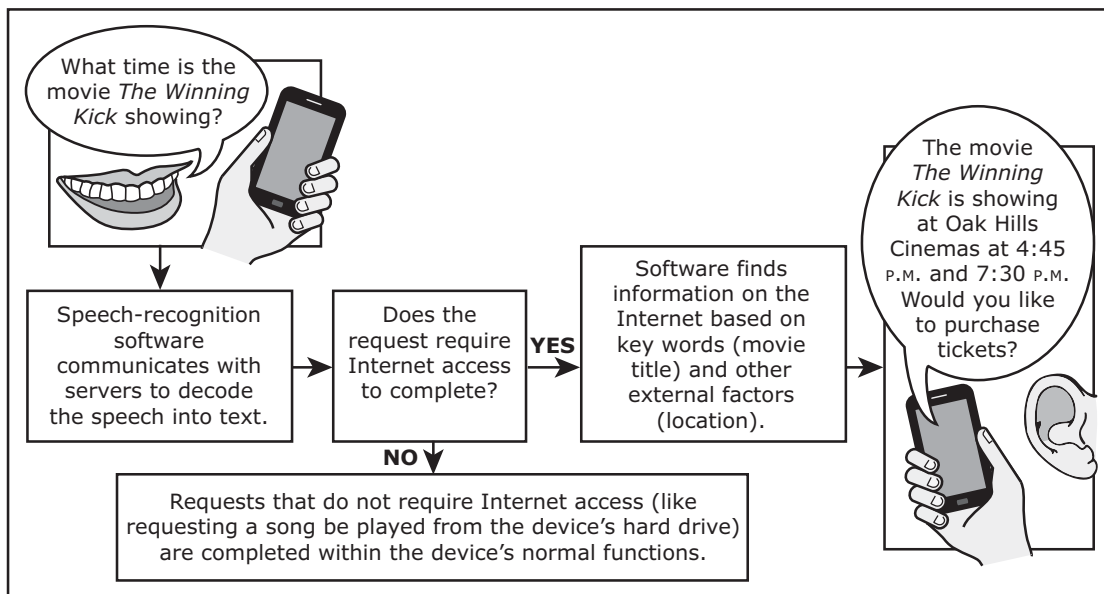 What time is the
movie The Winning
Kick showing?
Speech-recognition
software
communicates with
servers to decode
the speech into text.
Does the
request require
Internet access
to complete?
YES
Software finds
information on the
Internet based on
key words (movie
title) and other
external factors
(location).
The movie
The Winning
Kick is showing
at Oak Hills
Cinemas at 4:45
P.M. and 7:30 P.M.
Would you like
to purchase
tickets?
NO
Requests that do not require Internet access (like
requesting a song be played from the device’s hard drive)
are completed within the device’s normal functions.